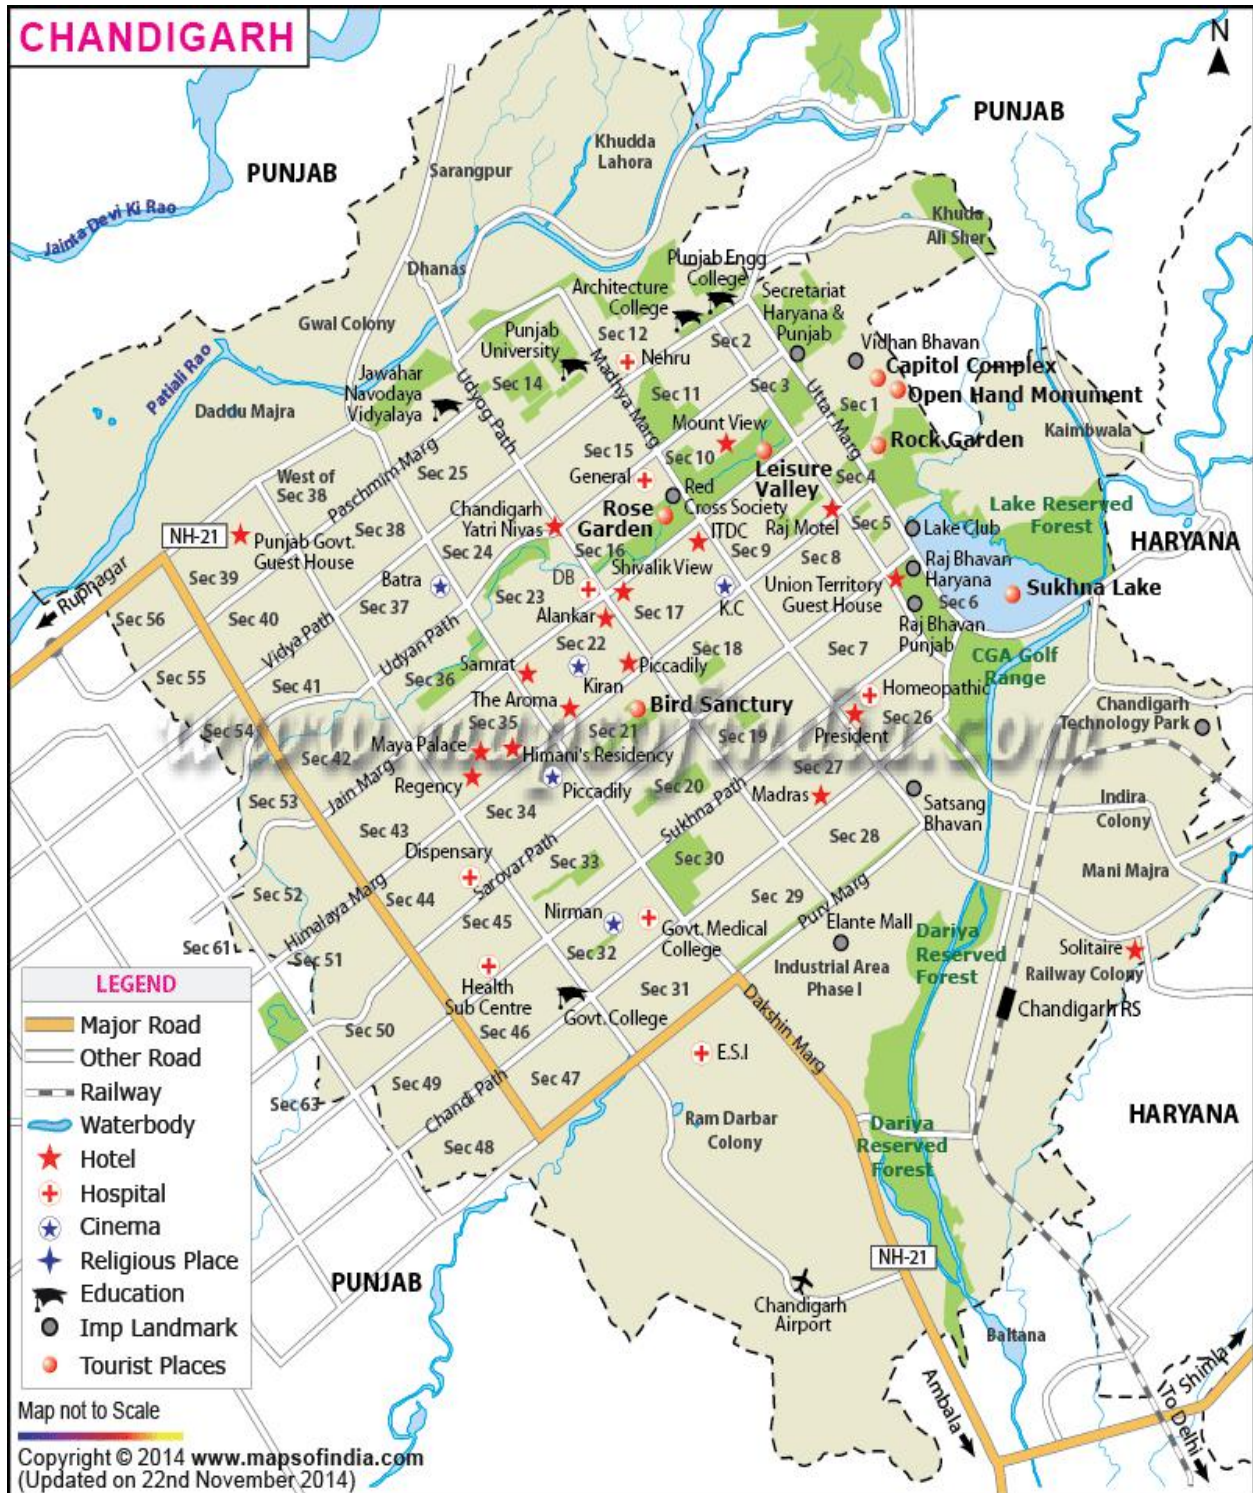 CHANDIGARH
N
PUNJAB
PUNJAB
Khudda
Lahora
Sarangpur
Jainta Devi Ki Rao
Khuda
Ali Sher
Dhanas
Punjab Engg
College
Architecture
College
Secretariat
Haryana &
Punjab
Gwal Colony
Punjab
University
Sec 12
Sec 2
Vidhan Bhavan
Nehru
Capitol Complex
Patiali Rao
Jawahar
Navodaya
Vidyalaya
Sec 14
Madhya Marg
Sec 11
Sec 3
Open Hand Monument
Udyog Path
Uttar Marg
Sec 1
Daddu Majra
Mount View
Kaimbwala
Rock Garden
Paschmim Marg
Sec 15
Sec 10
Leisure
Valley
Sec 25
General
Sec 4
West of
Sec 38
Red
Cross Society
Rose
Garden
Chandigarh
Yatri Nivas
Lake Reserved
Forest
Sec 38
ITDC
Raj Motel
Sec 5
Lake Club
NH-21
Punjab Govt.
Guest House
HARYANA
Sec 24
Sec 16
Sec 9
Sec 8
Shivalik View
Raj Bhavan
Haryana
Rupnagar
Sec 39
Batra
DB
Union Territory
Guest House
Sukhna Lake
Sec 37
Sec 23
K.C
Sec 6
Sec 56
Sec 40
Alankar
Sec 17
Raj Bhavan
Punjab
Vidya Path
Udyan Path
Sec 22
Sec 18
Sec 7
CGA Golf
Range
Samrat
Piccadily
Sec 55
Sec 41
Sec 36
Kiran
Homeopathic
The Aroma
Bird Sanctury
Chandigarh
Technology Park
Sec 54
Sec 35
Sec 21
Sec 19
President
Sec 26
www.mapsofindia.com
Sec 42
Maya Palace
Himani's Residency
Jain Marg
Regency
Piccadily
Sec 20
Sec 27
Madras
Satsang
Bhavan
Indira
Colony
Sec 53
Sec 34
Sukhna Path
Sec 43
Sec 28
Dispensary
Sarovar Path
Sec 33
Sec 30
Mani Majra
Sec 52
Sec 44
Sec 29
Purv Marg
Himalaya Marg
Sec 45
Nirman
Govt. Medical
College
Elante Mall
Dariya
Reserved
Forest
Solitaire
Sec 61
Sec 51
Sec 32
Industrial Area
Phase I
Railway Colony
Health
Sub Centre
Sec 31
Dakshin Marg
Chandigarh RS
Govt. College
Sec 50
Sec 46
E.S.I
Sec 49
Sec 47
Chandi Path
Sec 63
Ram Darbar
Colony
Dariya
Reserved
Forest
HARYANA
Sec 48
NH-21
PUNJAB
Chandigarh
Airport
Baltana
Ambala
To Delhi
Shimla
LEGEND
Major Road
Other Road
Railway
Waterbody
Hotel
Hospital
Cinema
Religious Place
Education
Imp Landmark
Tourist Places
Map not to Scale
Copyright © 2014 www.mapsofindia.com
(Updated on 22nd November 2014)